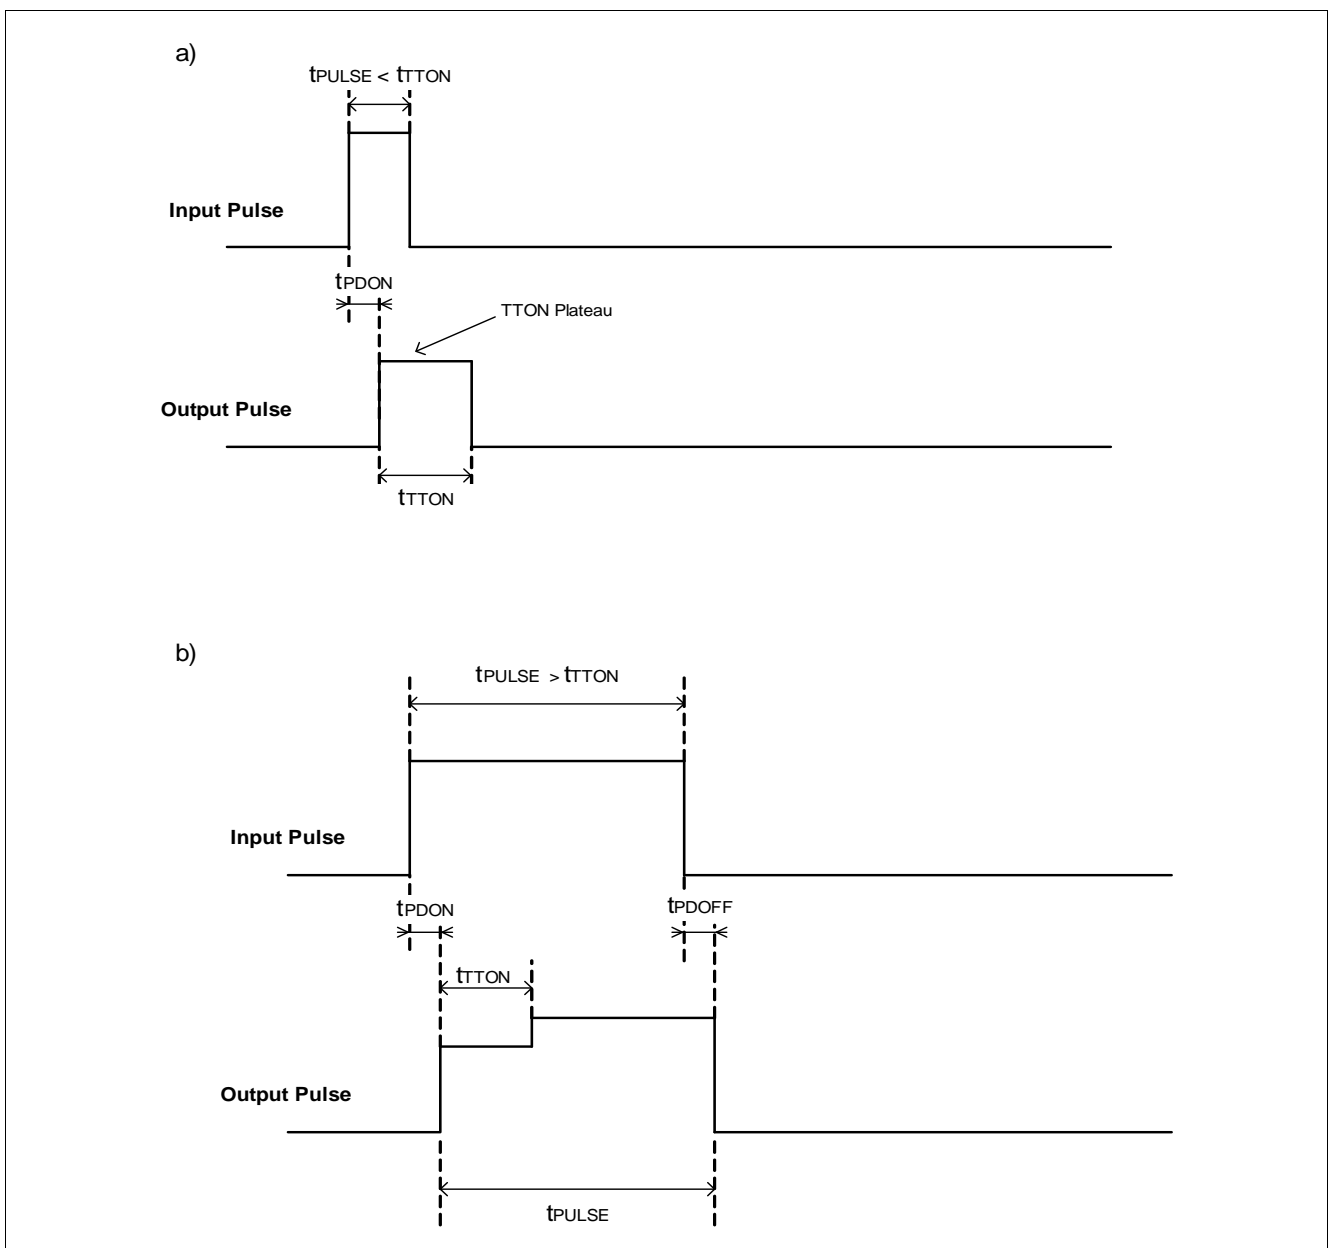 a)
tPULSE < tTTON
Input Pulse
tPDON
TTON Plateau
Output Pulse
tTTON
b)
tPULSE > tTTON
Input Pulse
tPDON
tPDOFF
tTTON
Output Pulse
tPULSE